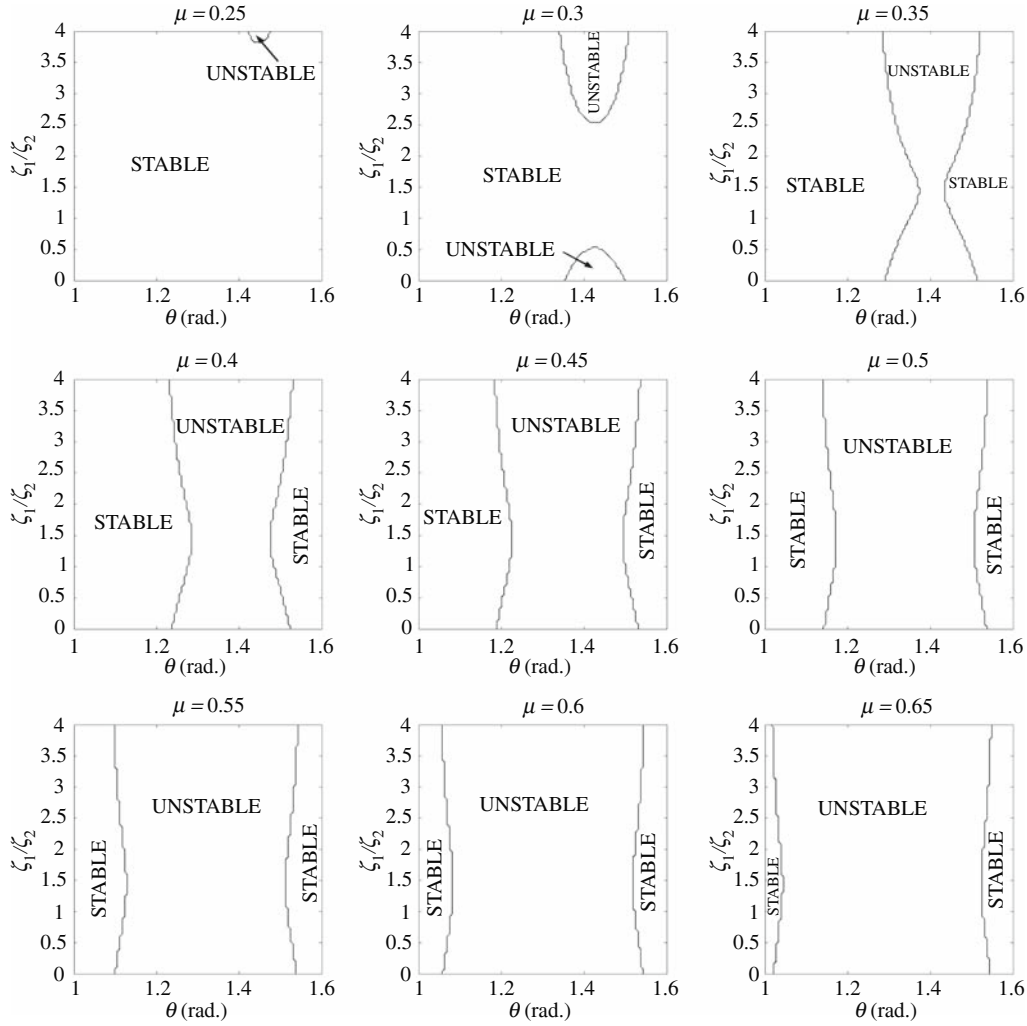 μ = 0.25
4
3.5
3
2.5
2
1.5
1
0.5
0
ζ1/ζ2
UNSTABLE
STABLE
1
1.2
1.4
1.6
θ (rad.)
μ = 0.3
4
3.5
3
2.5
2
1.5
1
0.5
0
ζ1/ζ2
UNSTABLE
STABLE
UNSTABLE
1
1.2
1.4
1.6
θ (rad.)
μ = 0.35
4
3.5
3
2.5
2
1.5
1
0.5
0
ζ1/ζ2
UNSTABLE
STABLE
STABLE
1
1.2
1.4
1.6
θ (rad.)
μ = 0.4
4
3.5
3
2.5
2
1.5
1
0.5
0
ζ1/ζ2
UNSTABLE
STABLE
STABLE
1
1.2
1.4
1.6
θ (rad.)
μ = 0.45
4
3.5
3
2.5
2
1.5
1
0.5
0
ζ1/ζ2
UNSTABLE
STABLE
STABLE
1
1.2
1.4
1.6
θ (rad.)
μ = 0.5
4
3.5
3
2.5
2
1.5
1
0.5
0
ζ1/ζ2
UNSTABLE
STABLE
STABLE
1
1.2
1.4
1.6
θ (rad.)
μ = 0.55
4
3.5
3
2.5
2
1.5
1
0.5
0
ζ1/ζ2
UNSTABLE
STABLE
STABLE
1
1.2
1.4
1.6
θ (rad.)
μ = 0.6
4
3.5
3
2.5
2
1.5
1
0.5
0
ζ1/ζ2
UNSTABLE
STABLE
STABLE
1
1.2
1.4
1.6
θ (rad.)
μ = 0.65
4
3.5
3
2.5
2
1.5
1
0.5
0
ζ1/ζ2
UNSTABLE
STABLE
STABLE
1
1.2
1.4
1.6
θ (rad.)